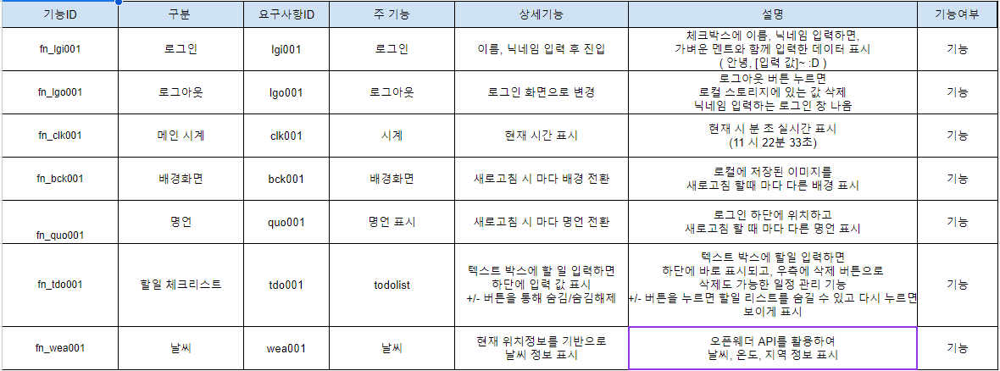 기능ID 구분 요구사항ID 주 기능 상세기능 설명 기능여부
fn_lgi001 로그인 lgi001 로그인 이름, 닉네임 입력 후 진입 체크박스에 이름, 닉네임 입력하면,
가벼운 멘트와 함께 입력한 데이터 표시
( 안녕, [입력 값]~ :D ) 기능
fn_lgo001 로그아웃 lgo001 로그아웃 로그인 화면으로 변경 로그아웃 버튼 누르면
로컬 스토리지에 있는 값 삭제
닉네임 입력하는 로그인 창 나옴 기능
fn_clk001 메인 시계 clk001 시계 현재 시간 표시 현재 시 분 초 실시간 표시
(11 시 22분 33초) 기능
fn_bck001 배경화면 bck001 배경화면 새로고침 시 마다 배경 전환 로컬에 저장된 이미지를
새로고침 할때 마다 다른 배경 표시 기능
fn_quo001 명언 quo001 명언 표시 새로고침 시 마다 명언 전환 로그인 하단에 위치하고
새로고침 할 때 마다 다른 명언 표시 기능
fn_tdo001 할일 체크리스트 tdo001 todolist 텍스트 박스에 할 일 입력하면
하단에 입력 값 표시
+/- 버튼을 통해 숨김/숨김해제 텍스트 박스에 할일 입력하면
하단에 바로 표시되고, 우측에 삭제 버튼으로
삭제도 가능한 일정 관리 기능
+/- 버튼을 누르면 할일 리스트를 숨길 수 있고 다시 누르면
보이게 표시 기능
fn_wea001 날씨 wea001 날씨 현재 위치정보를 기반으로
날씨 정보 표시 오픈웨더 API를 활용하여
날씨, 온도, 지역 정보 표시 기능